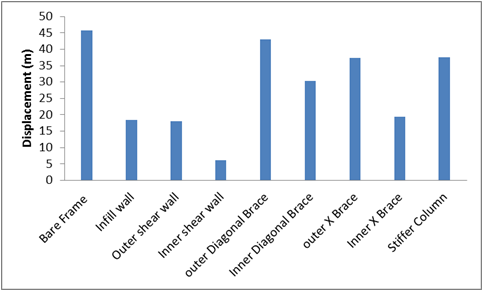 Displacement (m)
50
45
40
35
30
25
20
15
10
5
0
Bare Frame
Infill wall
Outer shear wall
Inner shear wall
outer Diagonal Brace
Inner Diagonal Brace
outer X Brace
Inner X Brace
Stiffer Column